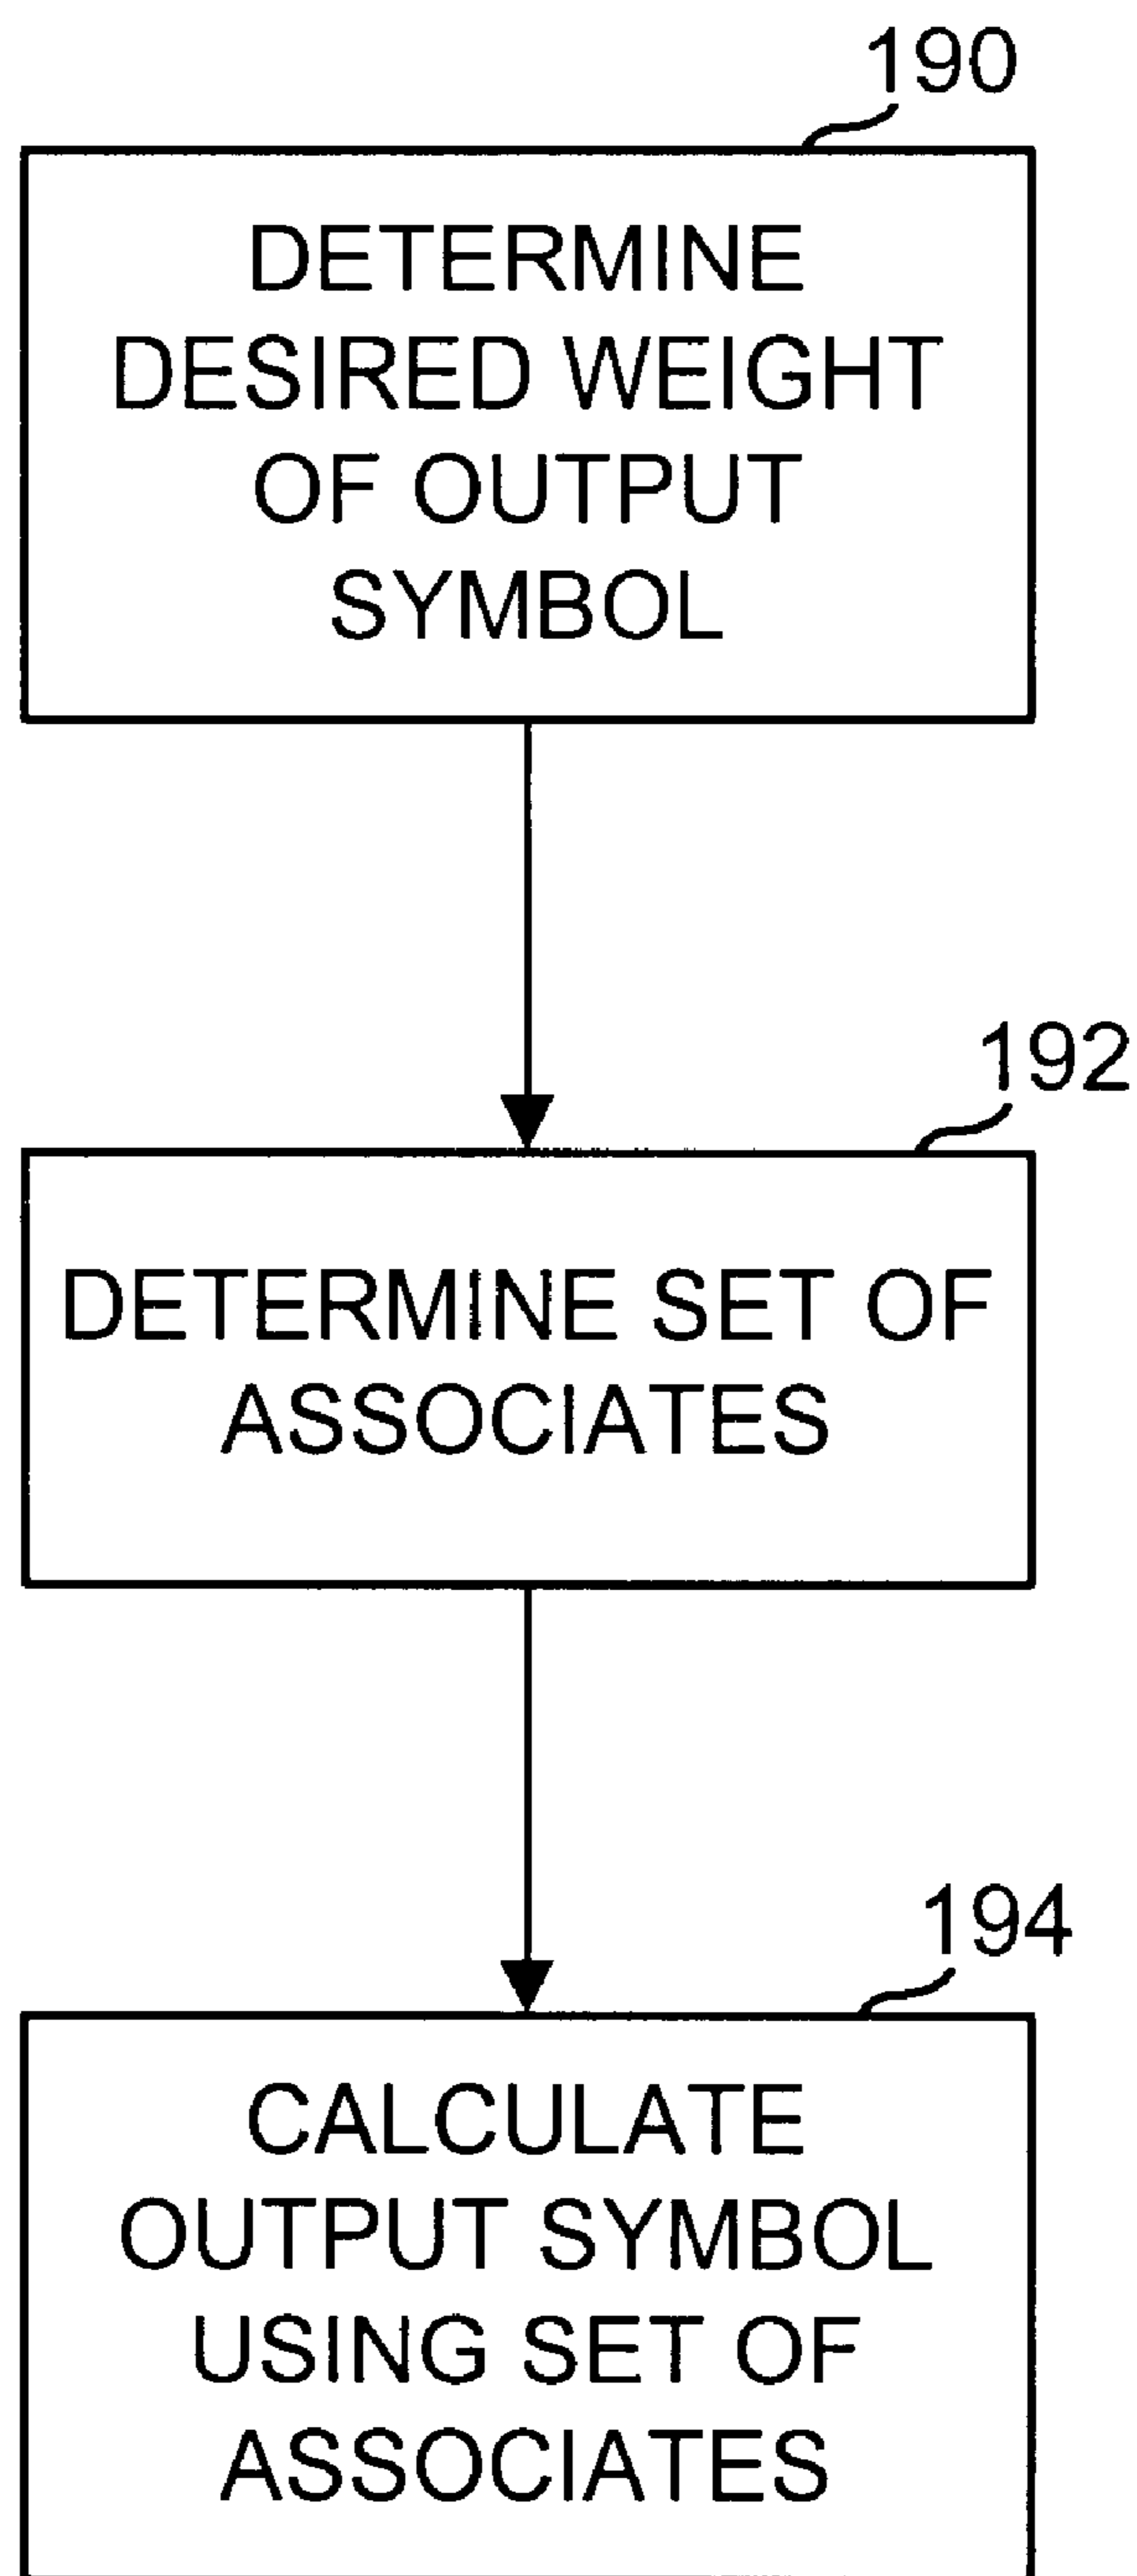 190
DETERMINE
DESIRED WEIGHT
OF OUTPUT
SYMBOL
192
DETERMINE SET OF
ASSOCIATES
194
CALCULATE
OUTPUT SYMBOL
USING SET OF
ASSOCIATES